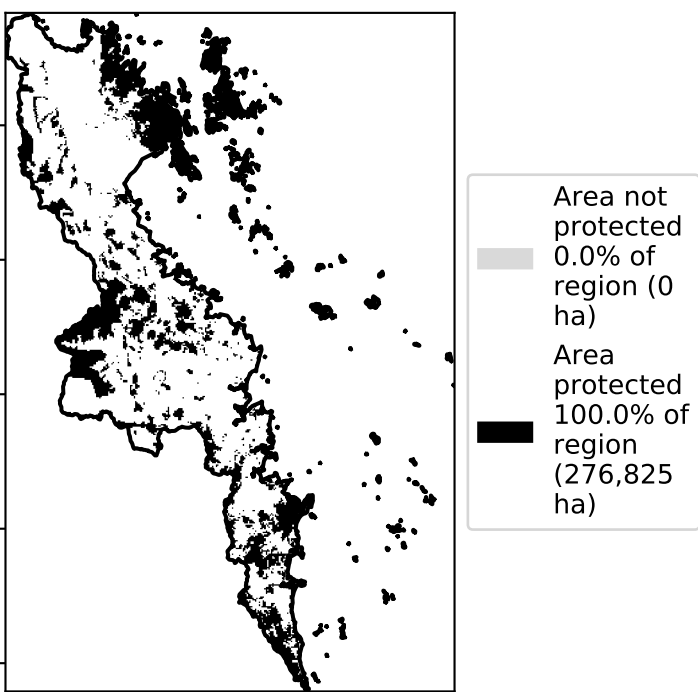 Area not
protected
0.0% of
region (0
ha)
Area
protected
100.0% of
region
(276,825
ha)